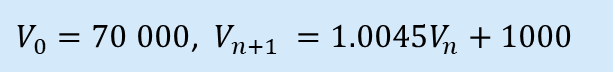 V₀ = 70 000, Vₙ₊₁ = 1.0045Vₙ + 1000